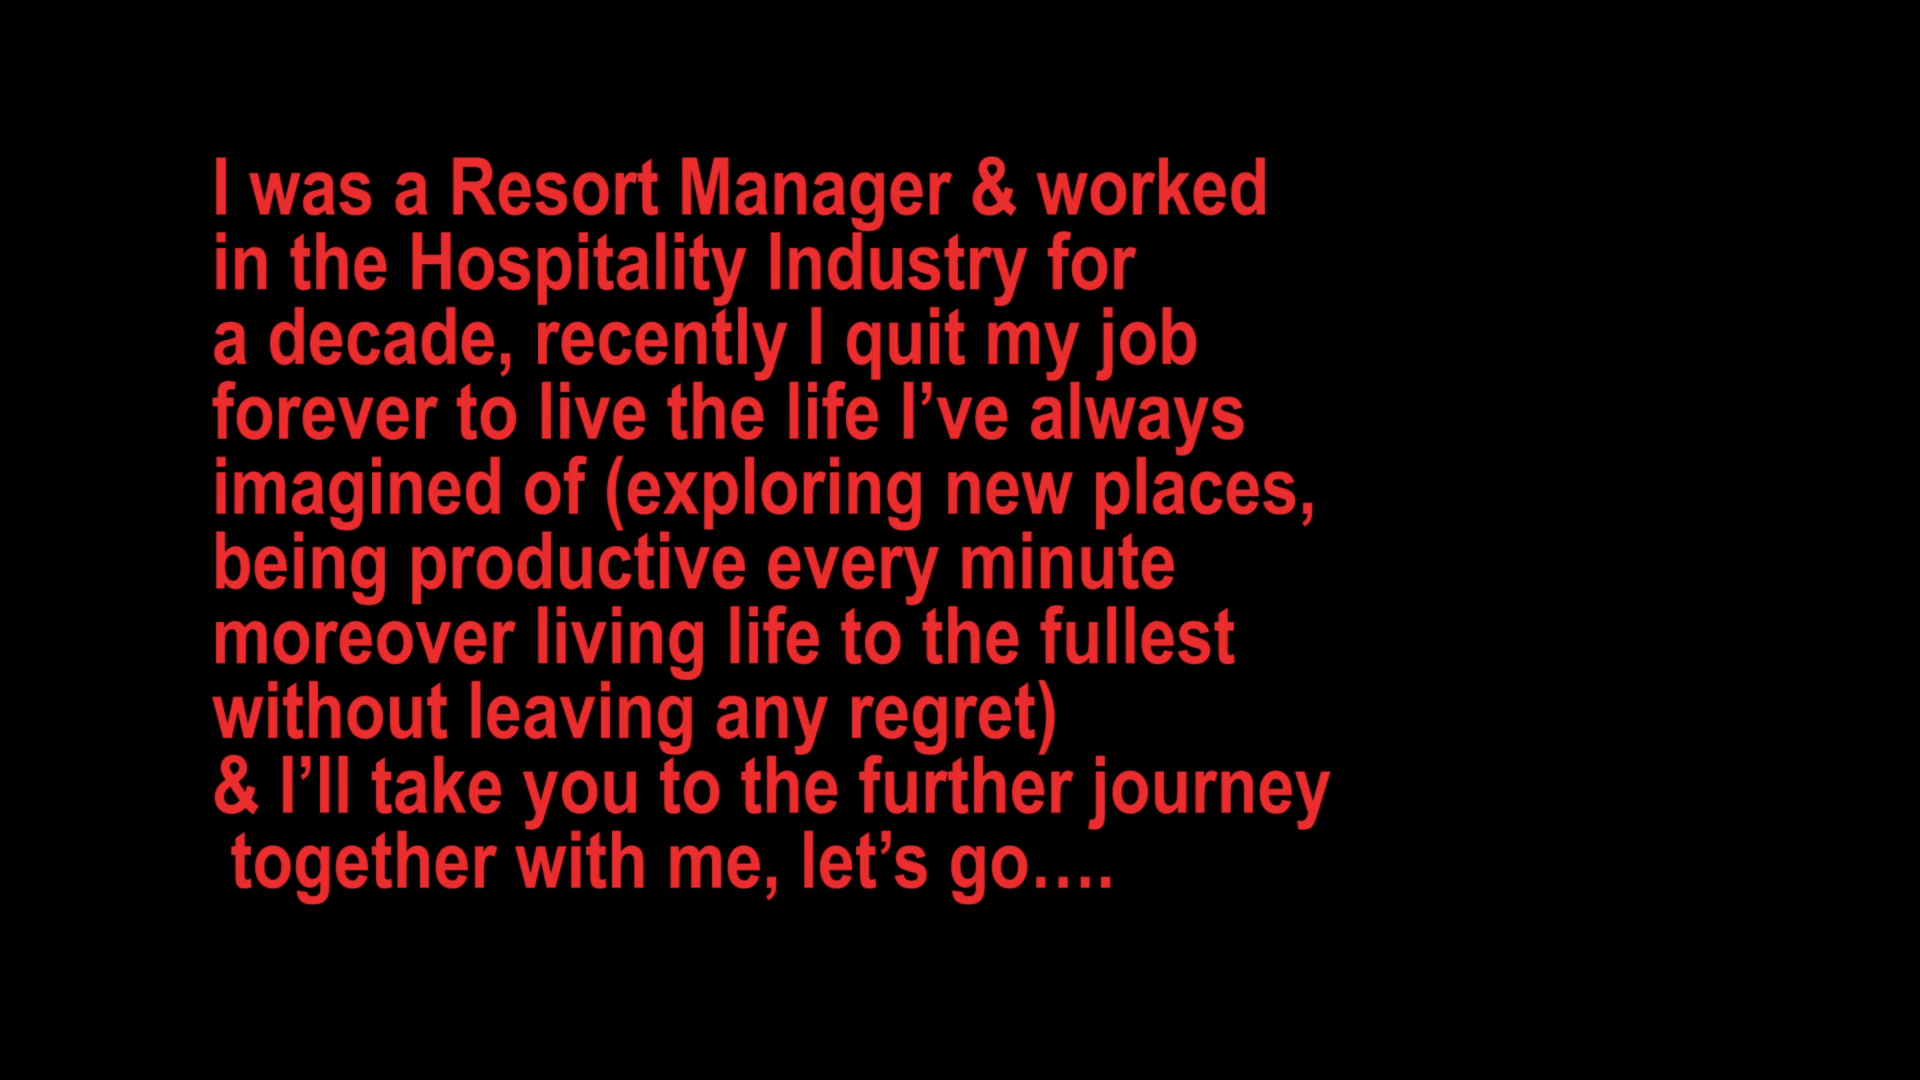 I was a Resort Manager & worked
in the Hospitality Industry for
a decade, recently I quit my job
forever to live the life I’ve always
imagined of (exploring new places,
being productive every minute
moreover living life to the fullest
without leaving any regret)
& I’ll take you to the further journey
together with me, let’s go....